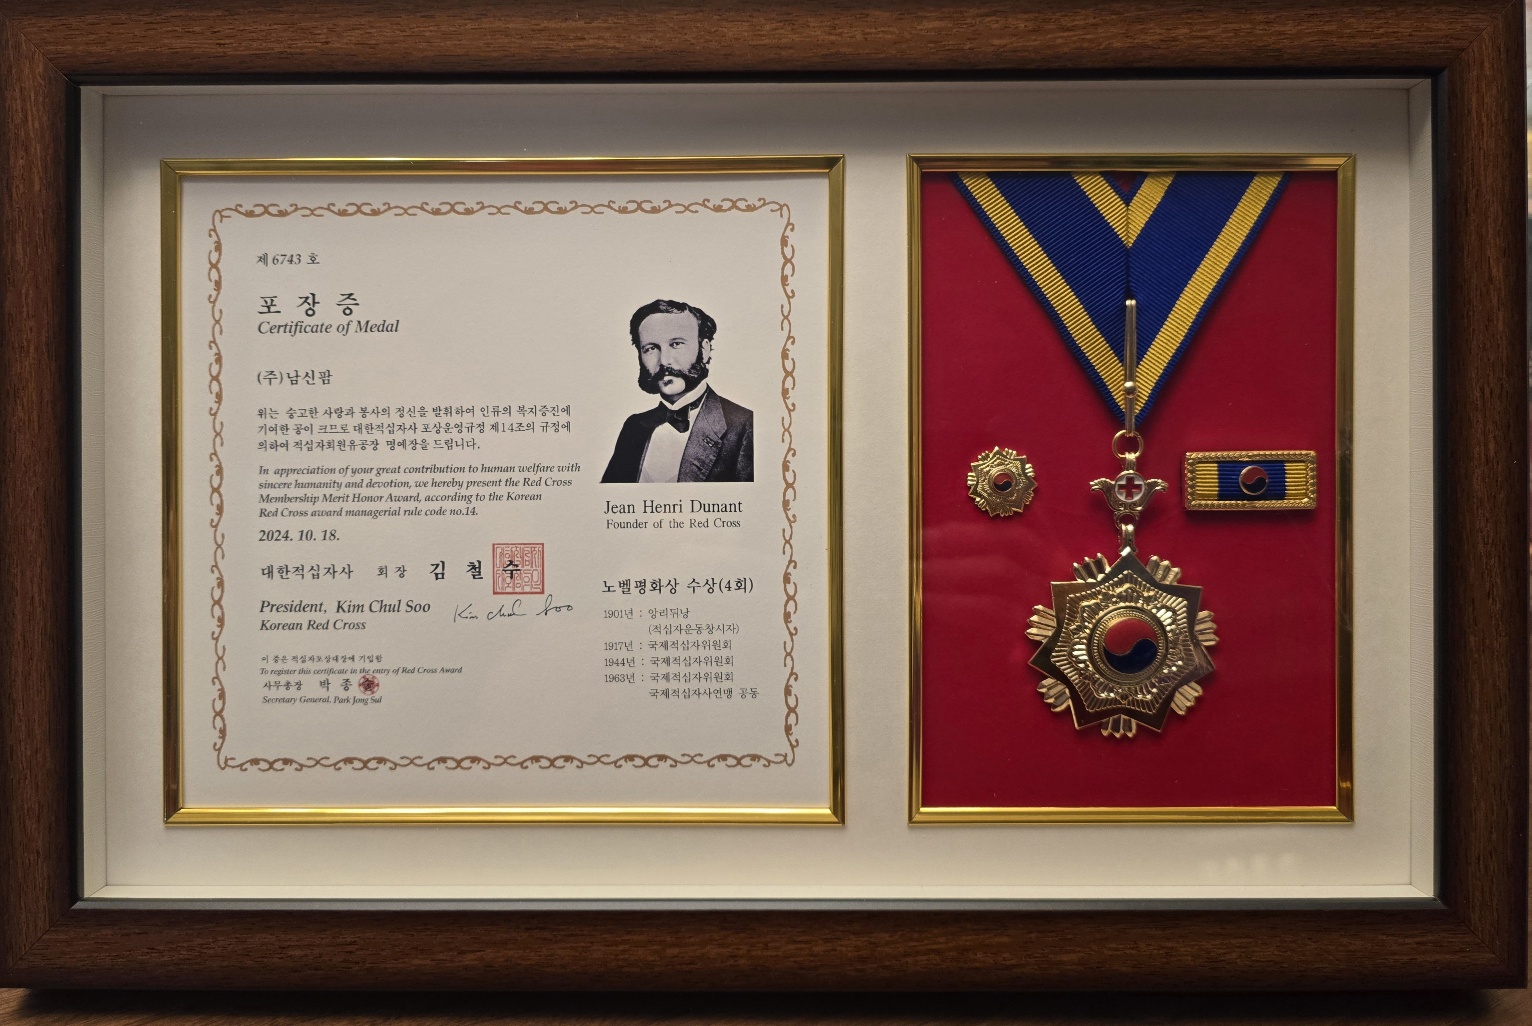 제 6743 호
포 장 증
Certificate of Medal
(주)남신팜
위는 숭고한 사랑과 봉사의 정신을 발휘하여 인류의 복지증진에
기여한 공이 크므로 대한적십자사 포상운영규정 제14조의 규정에
의하여 적십자회원유공장 명예장을 드립니다.
In appreciation of your great contribution to human welfare with
sincere humanity and devotion, we hereby present the Red Cross
Membership Merit Honor Award, according to the Korean
Red Cross award managerial rule code no.14.
2024. 10. 18.
대한적십자사 회장 김 철 수
President, Kim Chul Soo
Kim chul Soo
Korean Red Cross
이 증은 적십자포상대장에 기입함
To register this certificate in the entry of Red Cross Award
사무총장 박 종 술
Secretary General. Park Jong Sul
Jean Henri Dunant
Founder of the Red Cross
노벨평화상 수상(4회)
1901년 : 앙리뒤낭
(적십자운동창시자)
1917년 : 국제적십자위원회
1944년 : 국제적십자위원회
1963년 : 국제적십자위원회
국제적십자사연맹 공동